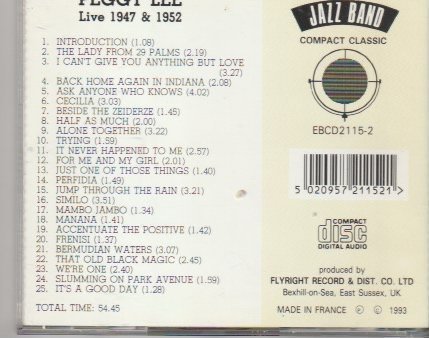 PEGGY LEE
Live 1947 & 1952
1. INTRODUCTION (1.08)
2. THE LADY FROM 29 PALMS (2.19)
3. I CAN'T GIVE YOU ANYTHING BUT LOVE
(3.27)
4. BACK HOME AGAIN IN INDIANA (2.08)
5. ASK ANYONE WHO KNOWS (4.02)
6. CECILIA (3.03)
7. BESIDE THE ZEIDERZE (1.45)
8. HALF AS MUCH (2.00)
9. ALONE TOGETHER (3.22)
10. TRYING (1.59)
11. IT NEVER HAPPENED TO ME (2.57)
12. FOR ME AND MY GIRL (2.01)
13. JUST ONE OF THOSE THINGS (1.40)
14. PERFIDIA (1.49)
15. JUMP THROUGH THE RAIN (3.21)
16. SIMILO (3.51)
17. MAMBO JAMBO (1.34)
18. MANANA (1.41)
19. ACCENTUATE THE POSITIVE (1.42)
20. FRENISI (1.37)
21. BERMUDIAN WATERS (3.07)
22. THAT OLD BLACK MAGIC (2.45)
23. WE'RE ONE (2.40)
24. SLUMMING ON PARK AVENUE (1.59)
25. IT'S A GOOD DAY (1.28)
TOTAL TIME: 54.45
JAZZ BAND
COMPACT CLASSIC
EBCD2115-2
5 020957 211521 >
COMPACT
disc
DIGITAL AUDIO
produced by
FLYRIGHT RECORD & DIST. CO. LTD
Bexhill-on-Sea, East Sussex, UK
MADE IN FRANCE ℗ © 1993